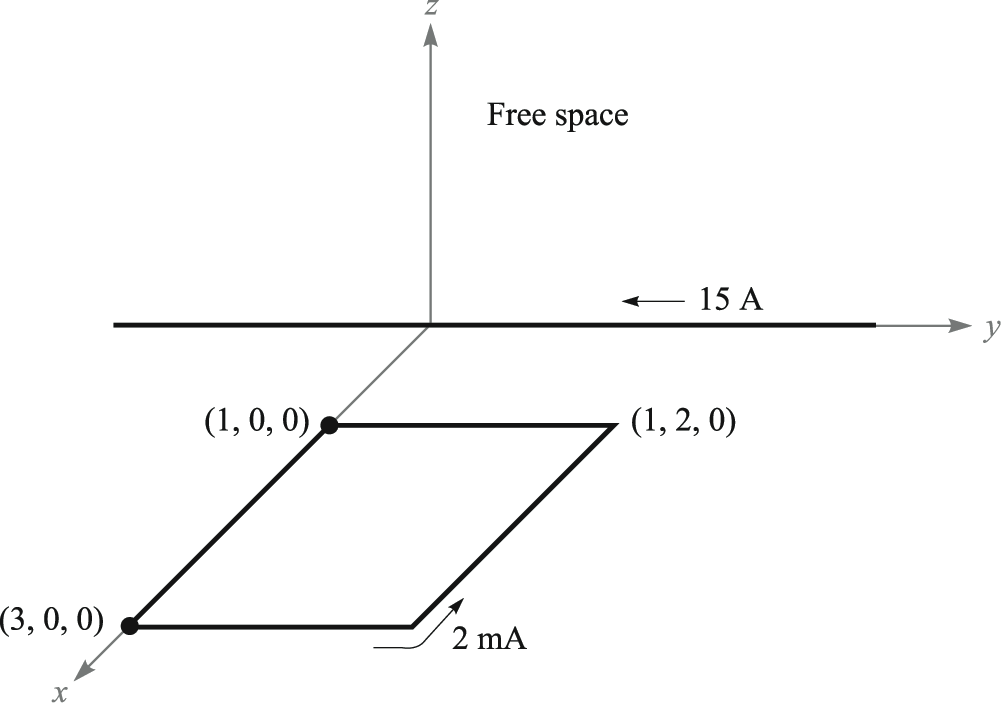 z
Free space
15 A
y
(1, 0, 0)
(1, 2, 0)
(3, 0, 0)
2 mA
x